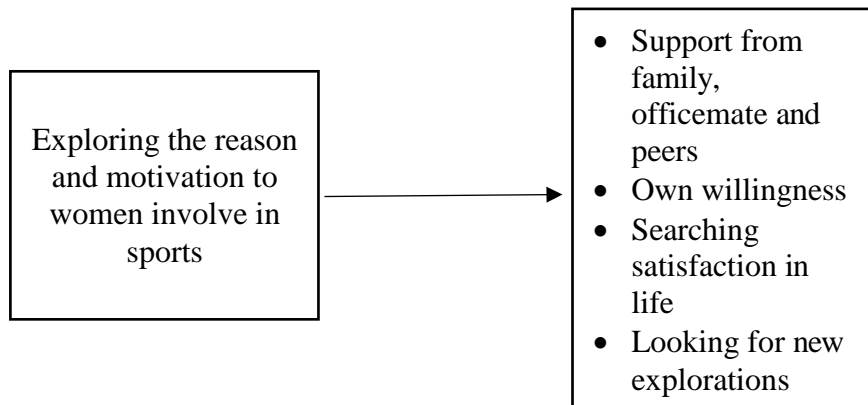 Exploring the reason
and motivation to
women involve in
sports
• Support from
family,
officemate and
peers
• Own willingness
• Searching
satisfaction in
life
• Looking for new
explorations